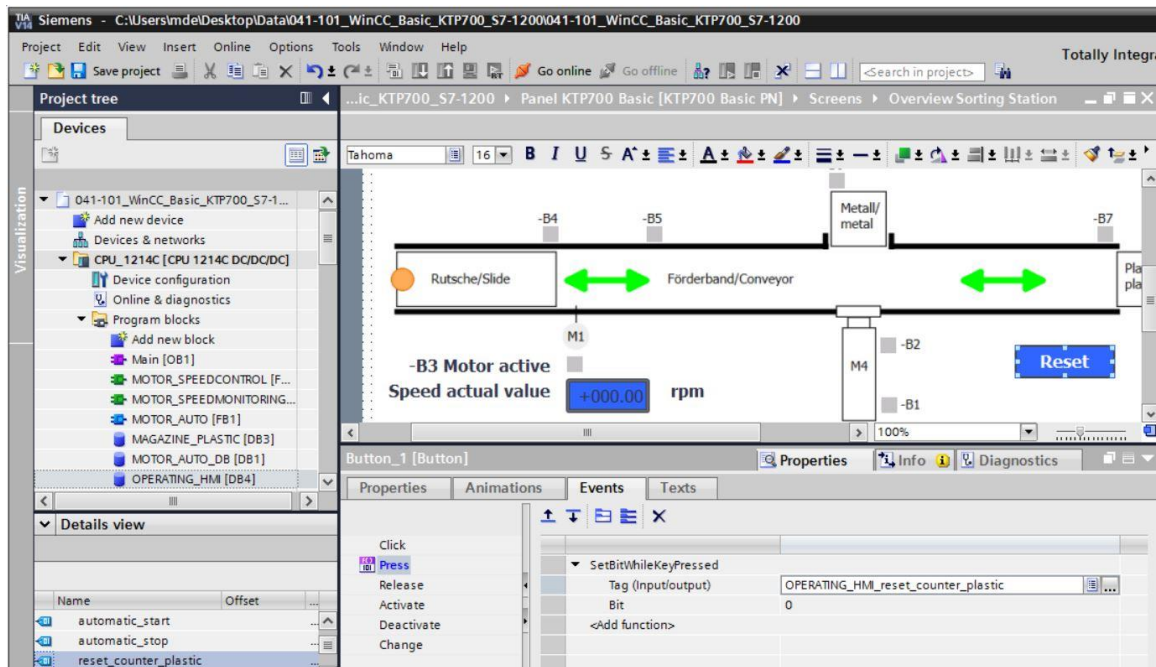 TIA V14 Siemens - C:\Users\mde\Desktop\Data\041-101_WinCC_Basic_KTP700_S7-1200\041-101_WinCC_Basic_KTP700_S7-1200
Project Edit View Insert Online Options Tools Window Help
Save project Go online Go offline <Search in project> Totally Integra
Project tree
...ic_KTP700_S7-1200 Panel KTP700 Basic [KTP700 Basic PN] Screens Overview Sorting Station
Devices
Tahoma 16 B I U S A A
Visualization
041-101_WinCC_Basic_KTP700_S7-1...
Add new device
Devices & networks
CPU_1214C [CPU 1214C DC/DC/DC]
Device configuration
Online & diagnostics
Program blocks
Add new block
Main [OB1]
MOTOR_SPEEDCONTROL [F...
MOTOR_SPEEDMONITORING...
MOTOR_AUTO [FB1]
MAGAZINE_PLASTIC [DB3]
MOTOR_AUTO_DB [DB1]
OPERATING_HMI [DB4]
-B4 -B5 -B7
Metall/
metal
Rutsche/Slide Förderband/Conveyor
Pla
pla
M1
-B2
M4
Reset
-B3 Motor active
Speed actual value +000.00 rpm
-B1
100%
Button_1 [Button] Properties Info Diagnostics
Properties Animations Events Texts
Details view
Click
Press
Release
Activate
Deactivate
Change
SetBitWhileKeyPressed
Tag (Input/output) OPERATING_HMI_reset_counter_plastic
Bit 0
<Add function>
Name Offset ...
automatic_start ...
automatic_stop ...
reset_counter_plastic